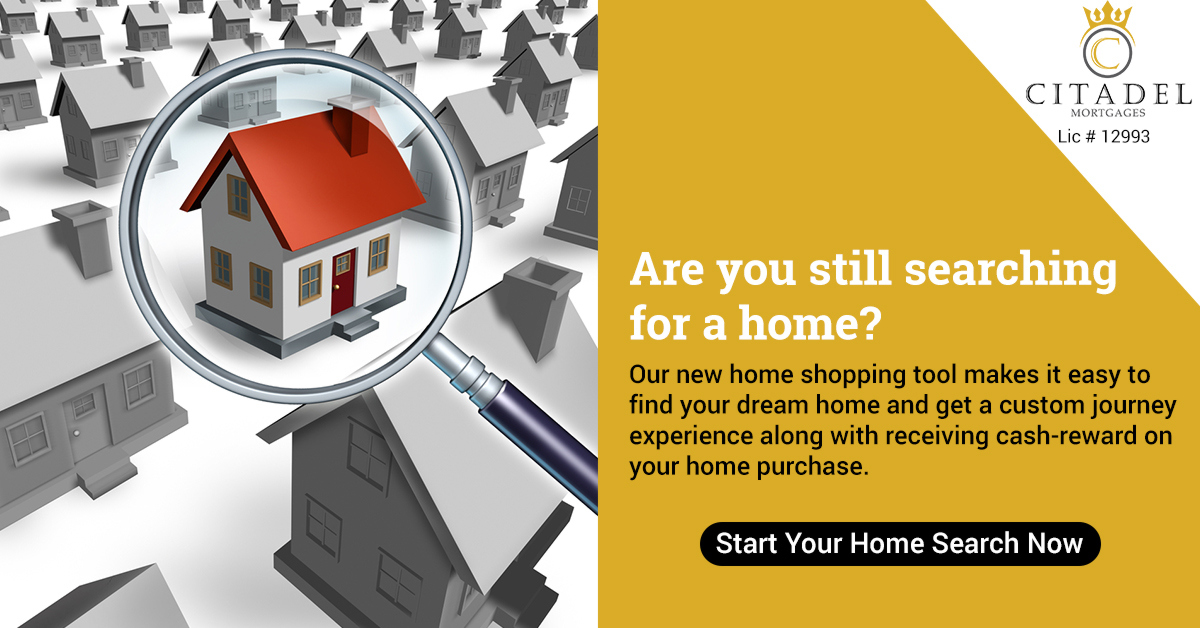 C
CITADEL
MORTGAGES
Lic # 12993
Are you still searching
for a home?
Our new home shopping tool makes it easy to
find your dream home and get a custom journey
experience along with receiving cash-reward on
your home purchase.
Start Your Home Search Now